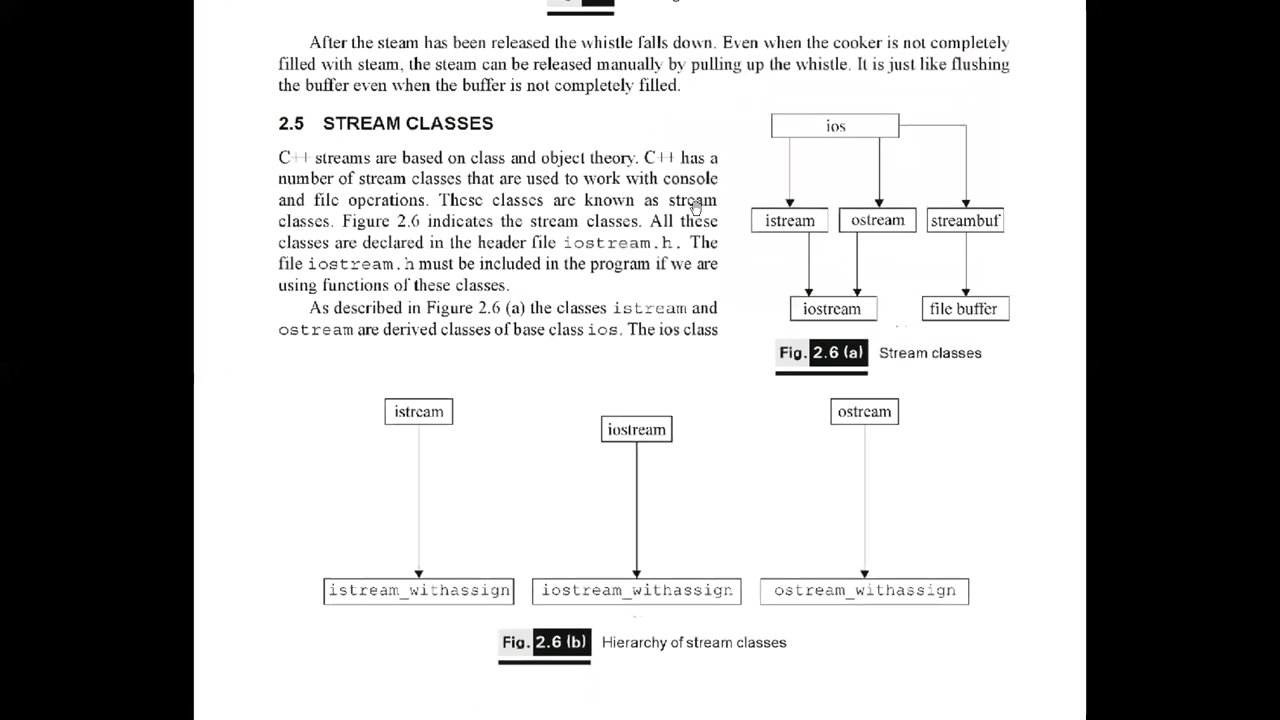 After the steam has been released the whistle falls down. Even when the cooker is not completely
filled with steam, the steam can be released manually by pulling up the whistle. It is just like flushing
the buffer even when the buffer is not completely filled.
2.5 STREAM CLASSES
C++ streams are based on class and object theory. C++ has a
number of stream classes that are used to work with console
and file operations. These classes are known as stream
classes. Figure 2.6 indicates the stream classes. All these
classes are declared in the header file iostream.h. The
file iostream.h must be included in the program if we are
using functions of these classes.
As described in Figure 2.6 (a) the classes istream and
ostream are derived classes of base class ios. The ios class
ios
istream ostream streambuf
iostream file buffer
Fig. 2.6 (a) Stream classes
istream iostream ostream
istream_withassign iostream_withassign ostream_withassign
Fig. 2.6 (b) Hierarchy of stream classes